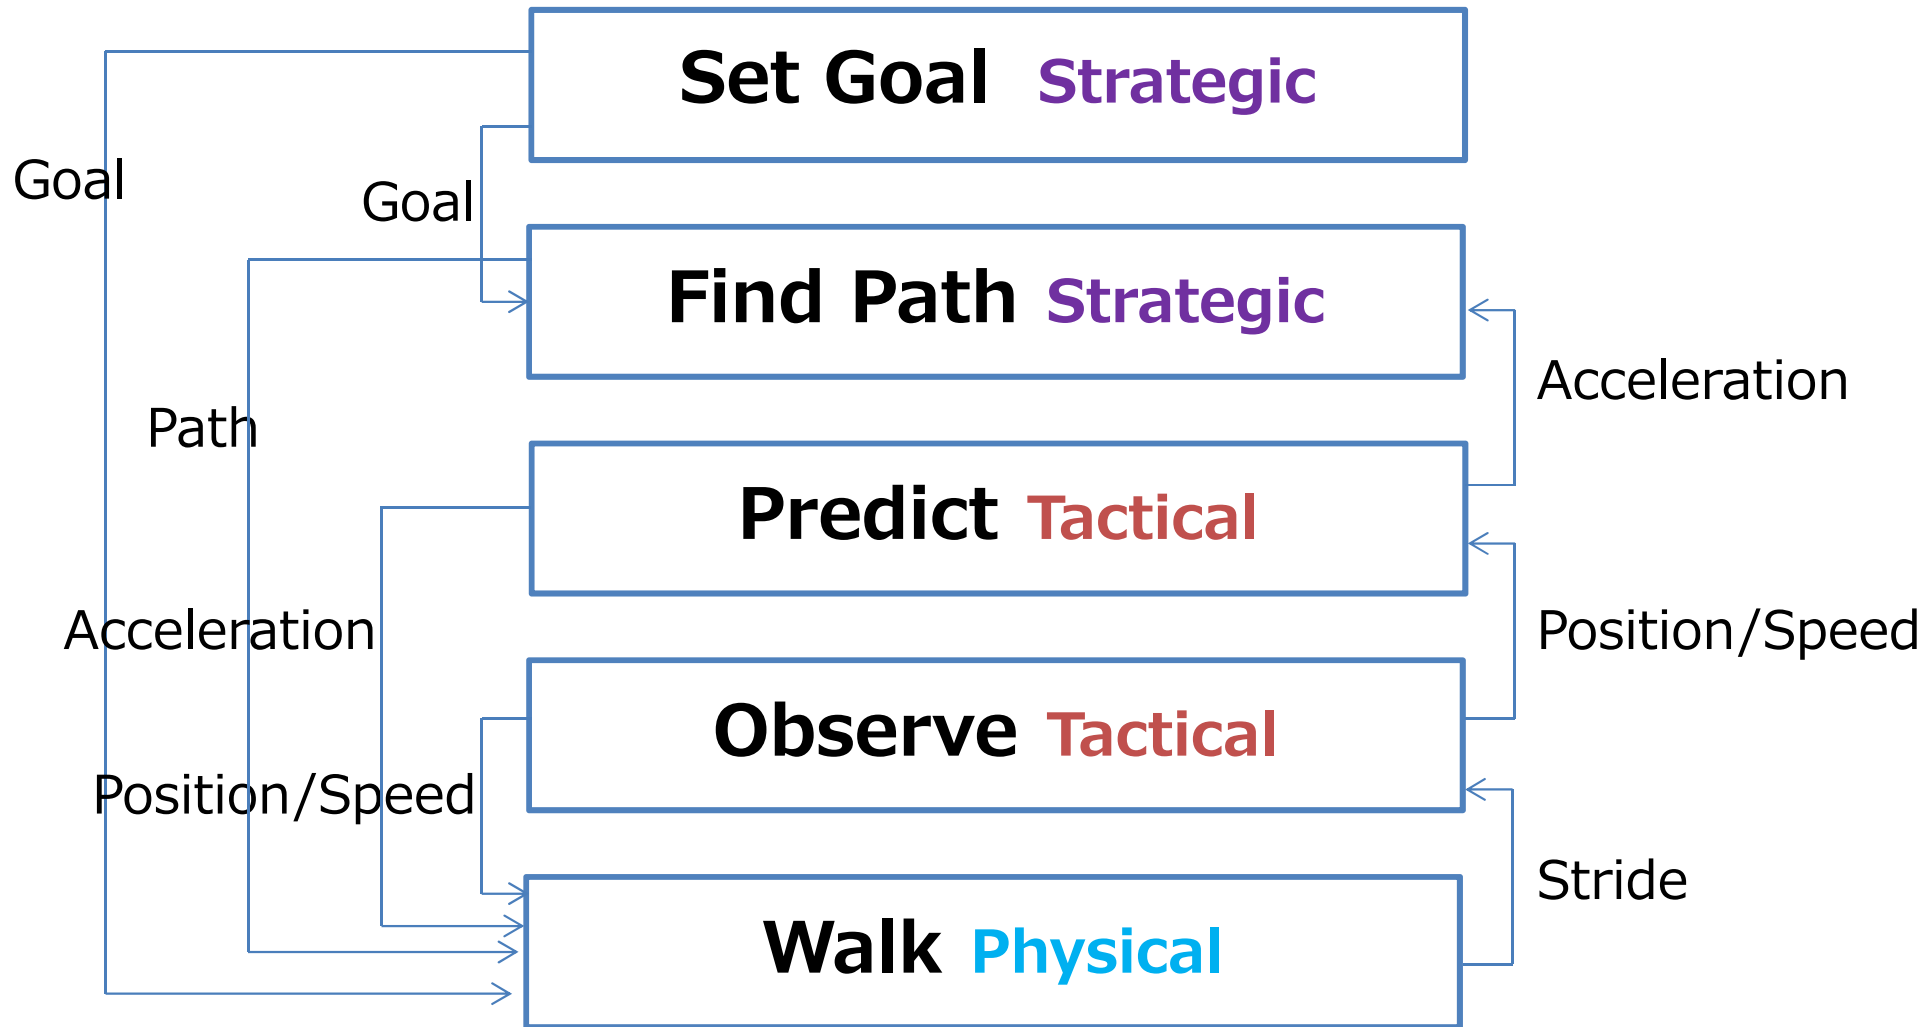 Set Goal Strategic
Goal
Goal
Find Path Strategic
Acceleration
Path
Predict Tactical
Acceleration
Position/Speed
Observe Tactical
Position/Speed
Stride
Walk Physical